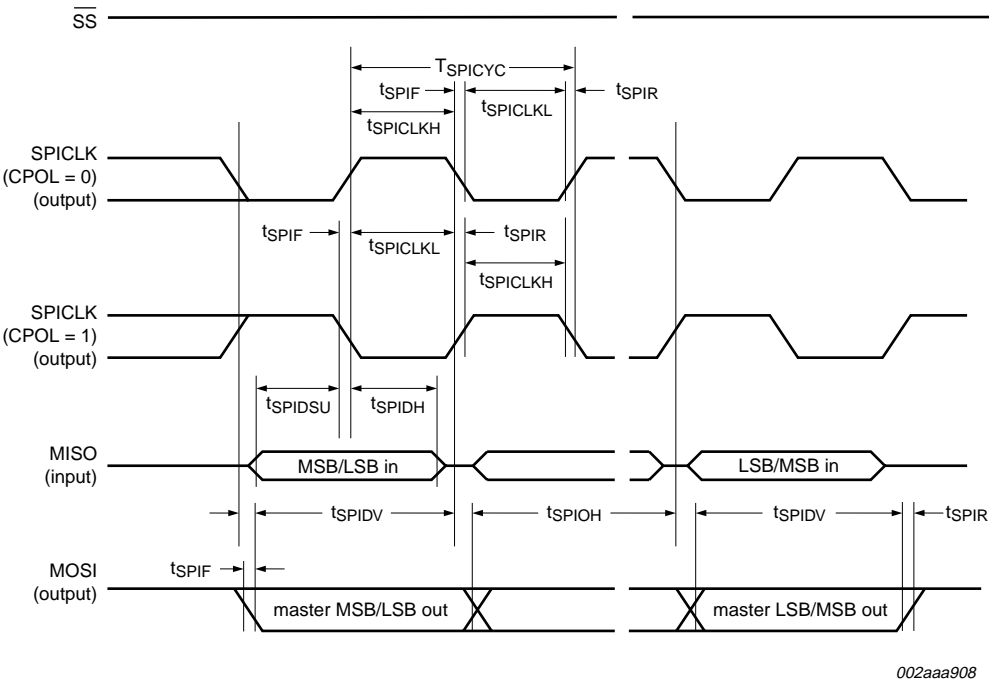 SS
TSPICYC
tSPIF
tSPICLKL
tSPIR
tSPICLKH
SPICLK
(CPOL = 0)
(output)
tSPIF
tSPICLKL
tSPIR
tSPICLKH
SPICLK
(CPOL = 1)
(output)
tSPIDSU
tSPIDH
MISO
(input)
MSB/LSB in
LSB/MSB in
tSPIDV
tSPIOH
tSPIDV
tSPIR
MOSI
(output)
tSPIF
master MSB/LSB out
master LSB/MSB out
002aaa908